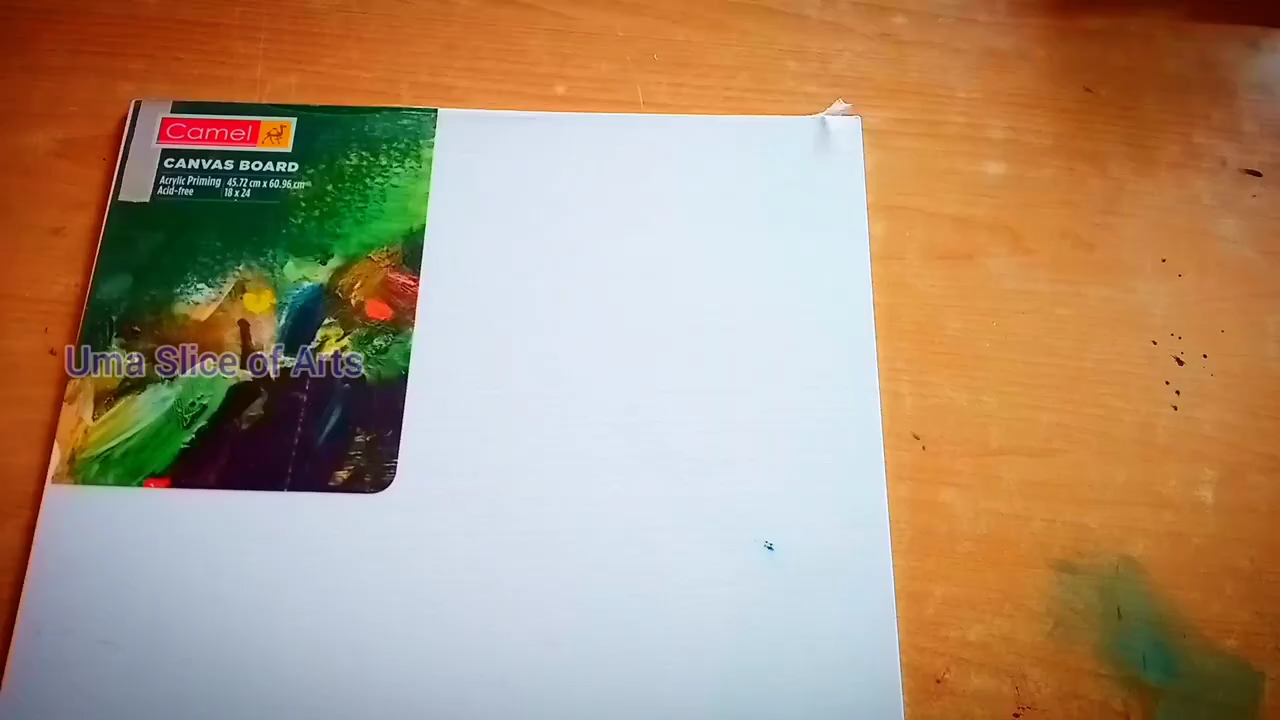 Camel
CANVAS BOARD
Acrylic Priming 45.72 cm x 60.96 cm
Acid-free 18 x 24
Uma Slice of Arts